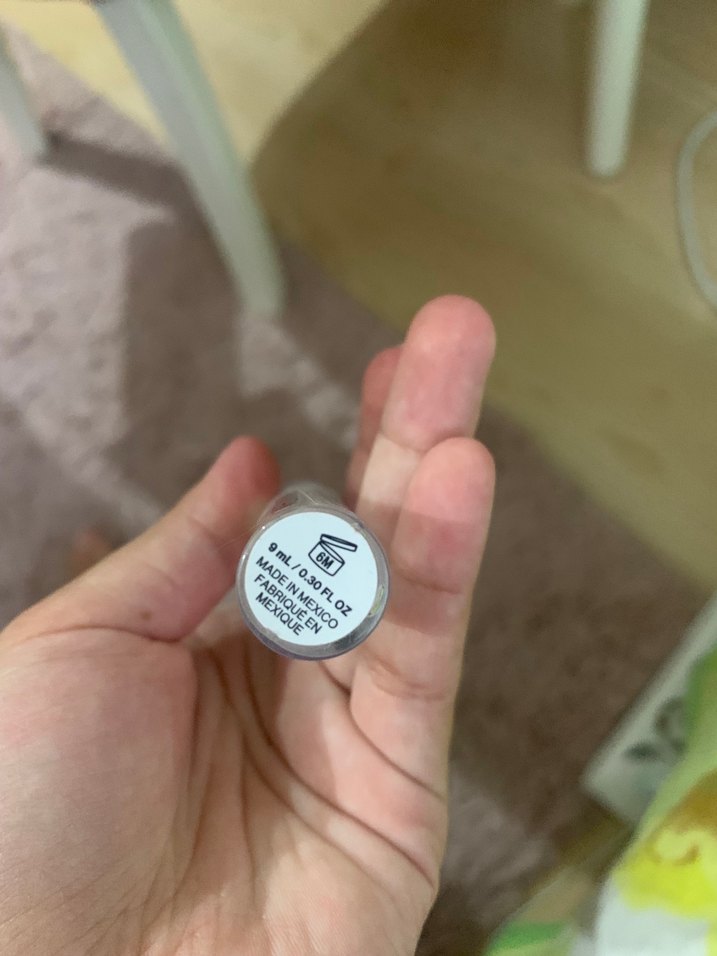 6M
9 mL / 0.30 FL OZ
MADE IN MEXICO
FABRIQUÉ EN
MEXIQUE